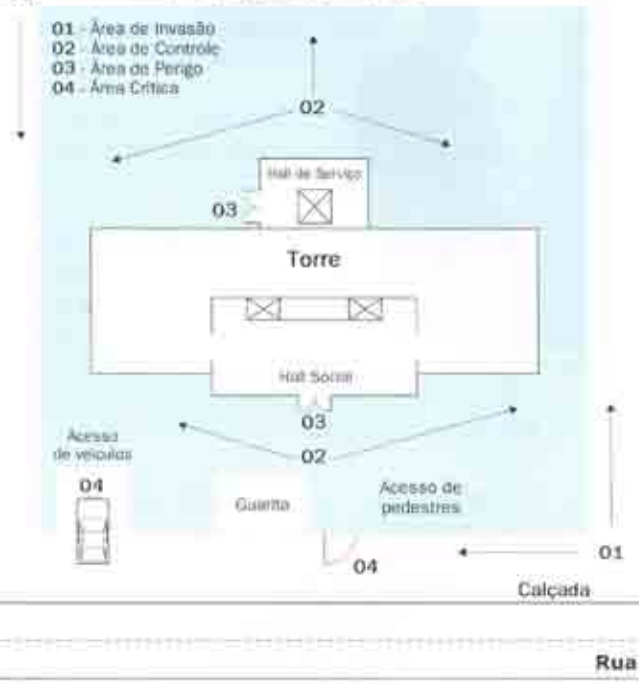 01 - Área de Invasão
02 - Área de Controle
03 - Área de Perigo
04 - Área Crítica
02
Hall de Serviço
03
Torre
Hall Social
03
02
Acesso
de veículos
04
Guarita
Acesso de
pedestres
04
01
Calçada
Rua